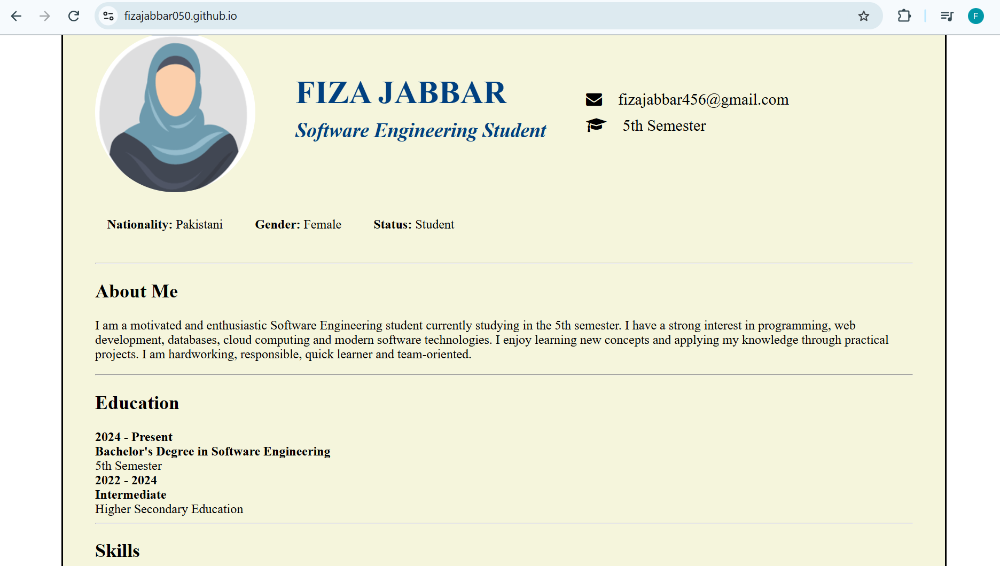 fizajabbar050.github.io
F
FIZA JABBAR
Software Engineering Student
fizajabbar456@gmail.com
5th Semester
Nationality: Pakistani Gender: Female Status: Student
About Me
I am a motivated and enthusiastic Software Engineering student currently studying in the 5th semester. I have a strong interest in programming, web
development, databases, cloud computing and modern software technologies. I enjoy learning new concepts and applying my knowledge through practical
projects. I am hardworking, responsible, quick learner and team-oriented.
Education
2024 - Present
Bachelor's Degree in Software Engineering
5th Semester
2022 - 2024
Intermediate
Higher Secondary Education
Skills